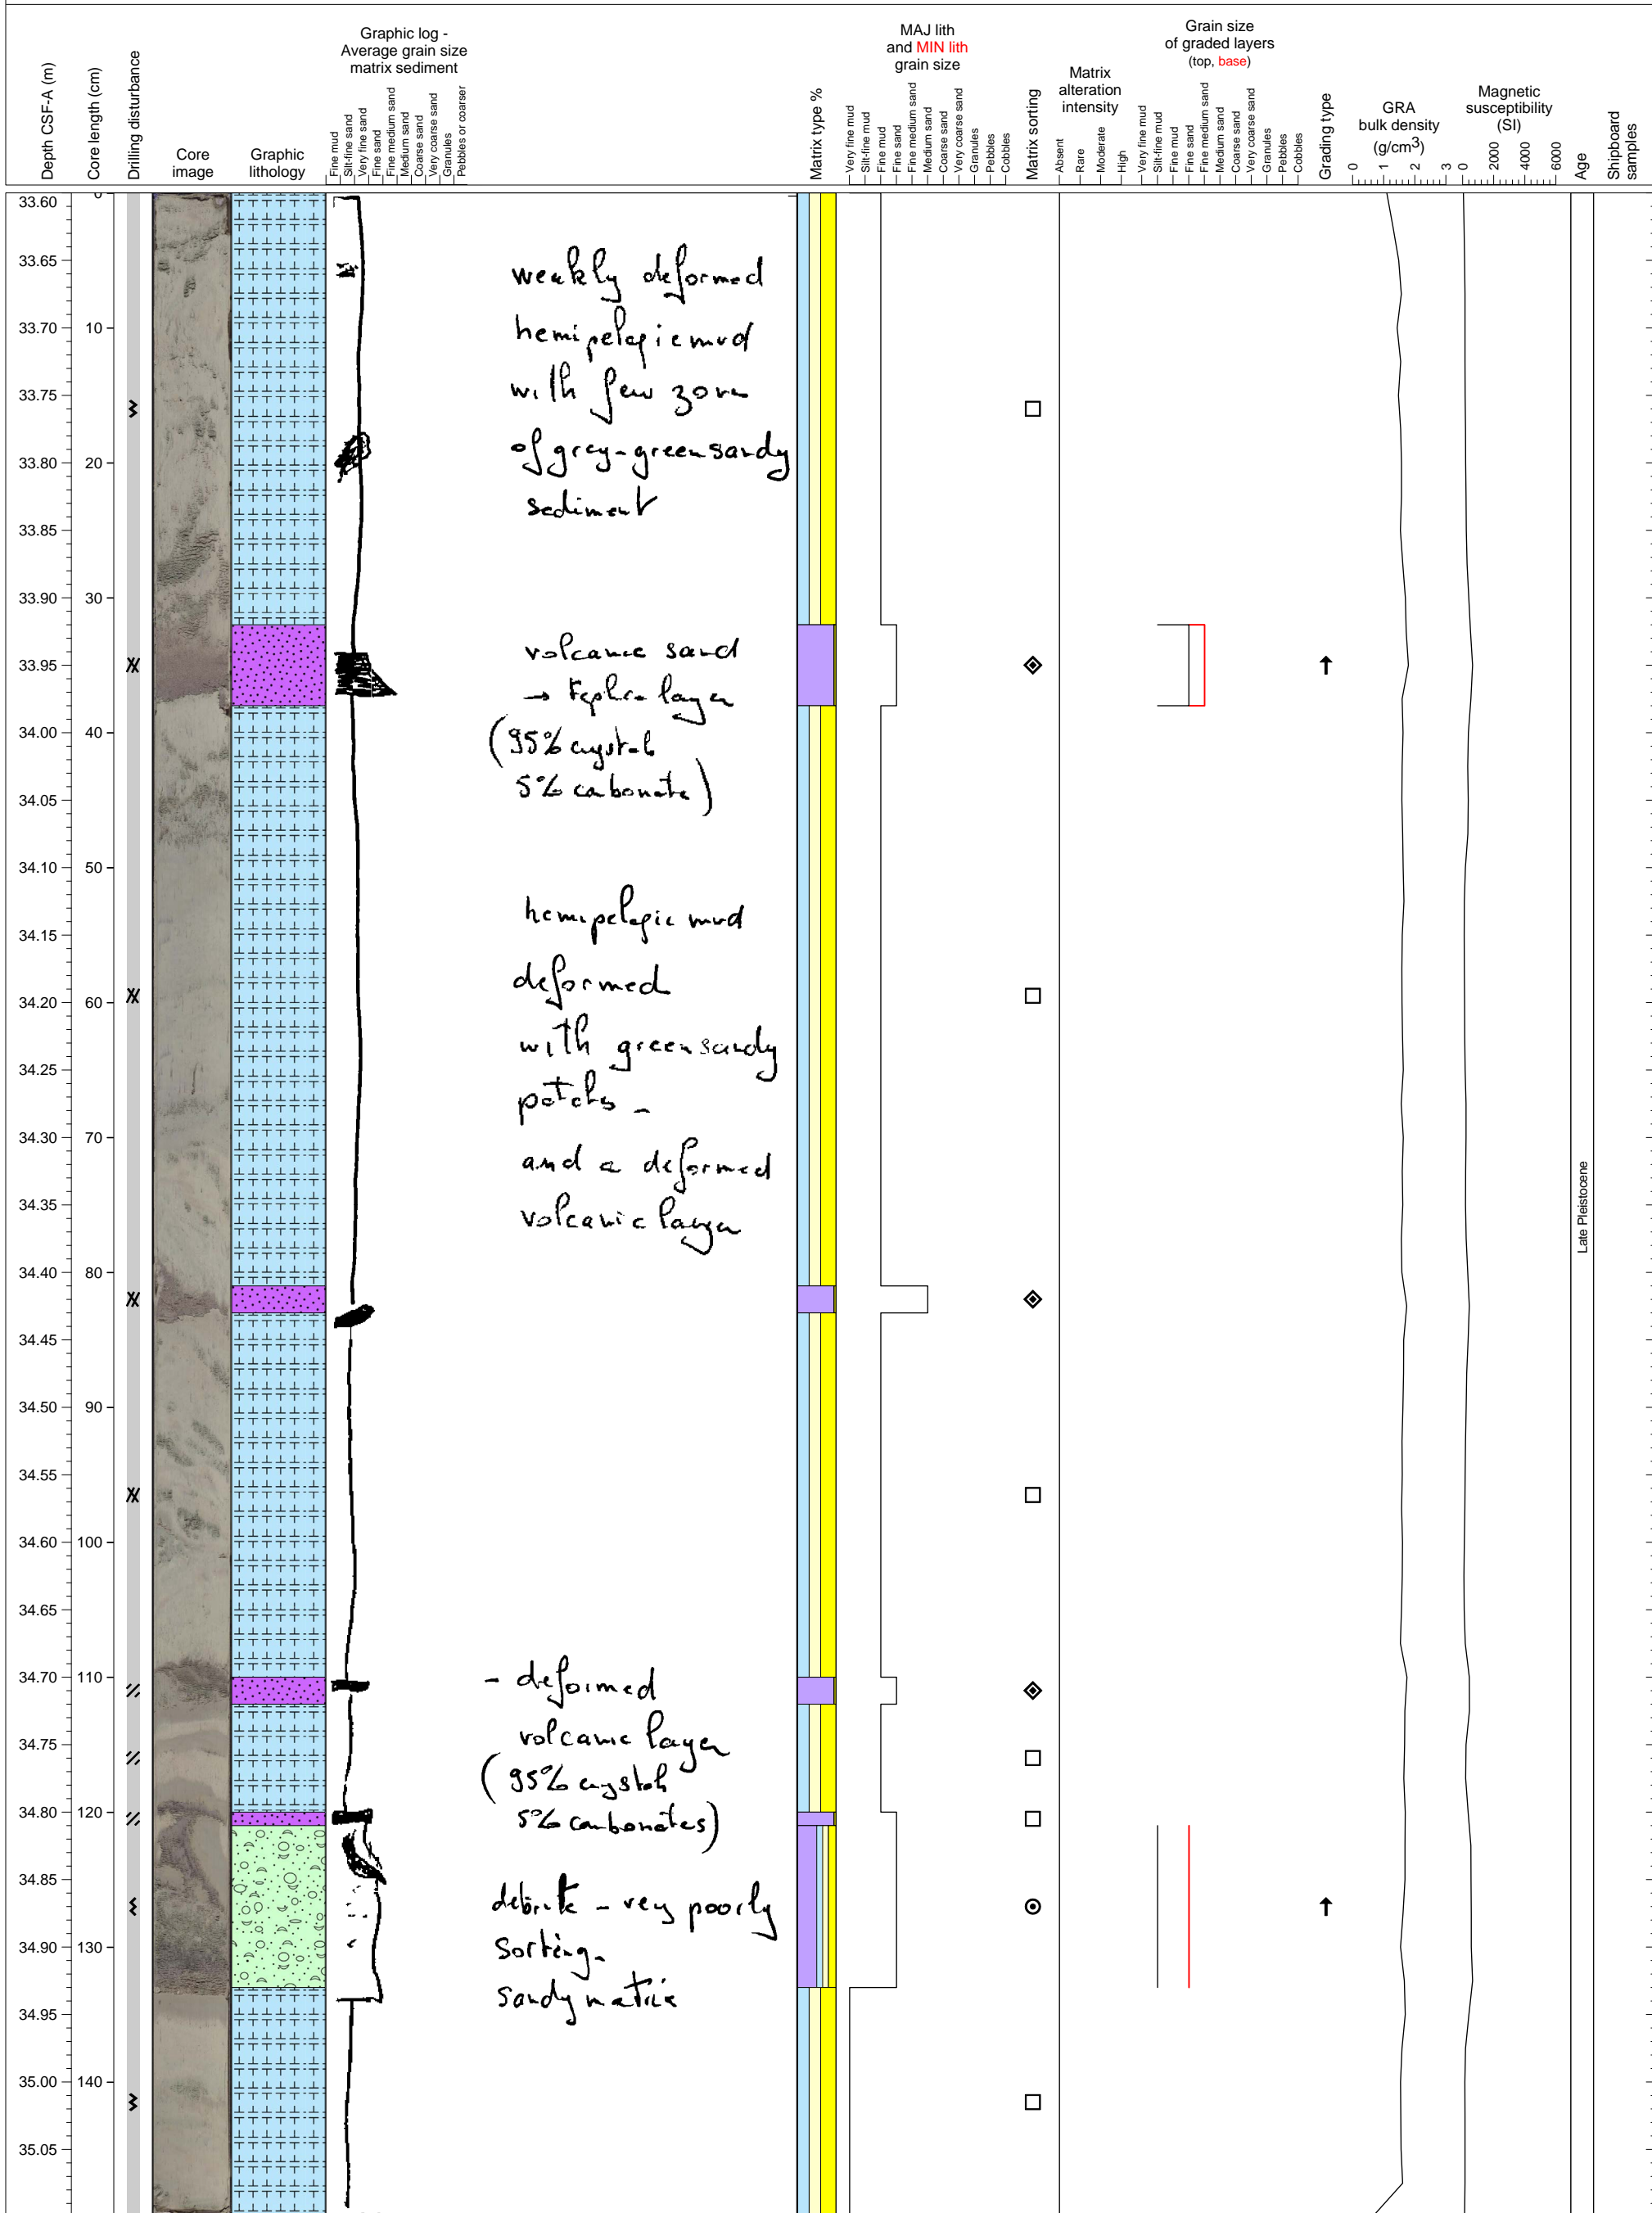 Depth CSF-A (m)
Core length (cm)
Drilling disturbance
Core
image
Graphic
lithology
Graphic log -
Average grain size
matrix sediment
Fine mud
Silt-fine sand
Very fine sand
Fine sand
Fine medium sand
Medium sand
Coarse sand
Very coarse sand
Granules
Pebbles or coarser
Matrix type %
MAJ lith
and MIN lith
grain size
Very fine mud
Silt-fine mud
Fine mud
Fine sand
Fine medium sand
Medium sand
Coarse sand
Very coarse sand
Granules
Pebbles
Cobbles
Matrix sorting
Matrix
alteration
intensity
Absent
Rare
Moderate
High
Grain size
of graded layers
(top, base)
Very fine mud
Silt-fine mud
Fine mud
Fine sand
Fine medium sand
Medium sand
Coarse sand
Very coarse sand
Granules
Pebbles
Cobbles
Grading type
GRA
bulk density
(g/cm3)
0 1 2 3
Magnetic
susceptibility
(SI)
0 2000 4000 6000
Age
Shipboard
samples
33.60 0
33.65
33.70 10
33.75
33.80 20
33.85
33.90 30
33.95
34.00 40
34.05
34.10 50
34.15
34.20 60
34.25
34.30 70
34.35
34.40 80
34.45
34.50 90
34.55
34.60 100
34.65
34.70 110
34.75
34.80 120
34.85
34.90 130
34.95
35.00 140
35.05
weakly deformed
hemipelagic mud
with few zon
of grey-green sandy
sediment
volcanic sand
→ tephra layer
(95% crystals
5% carbonate)
hemipelagic mud
deformed
with green sandy
patches -
and a deformed
volcanic layer
- deformed
volcanic layer
(95% crystals
5% carbonates)
debrite - very poorly
sorting-
sandy matrix
Late Pleistocene